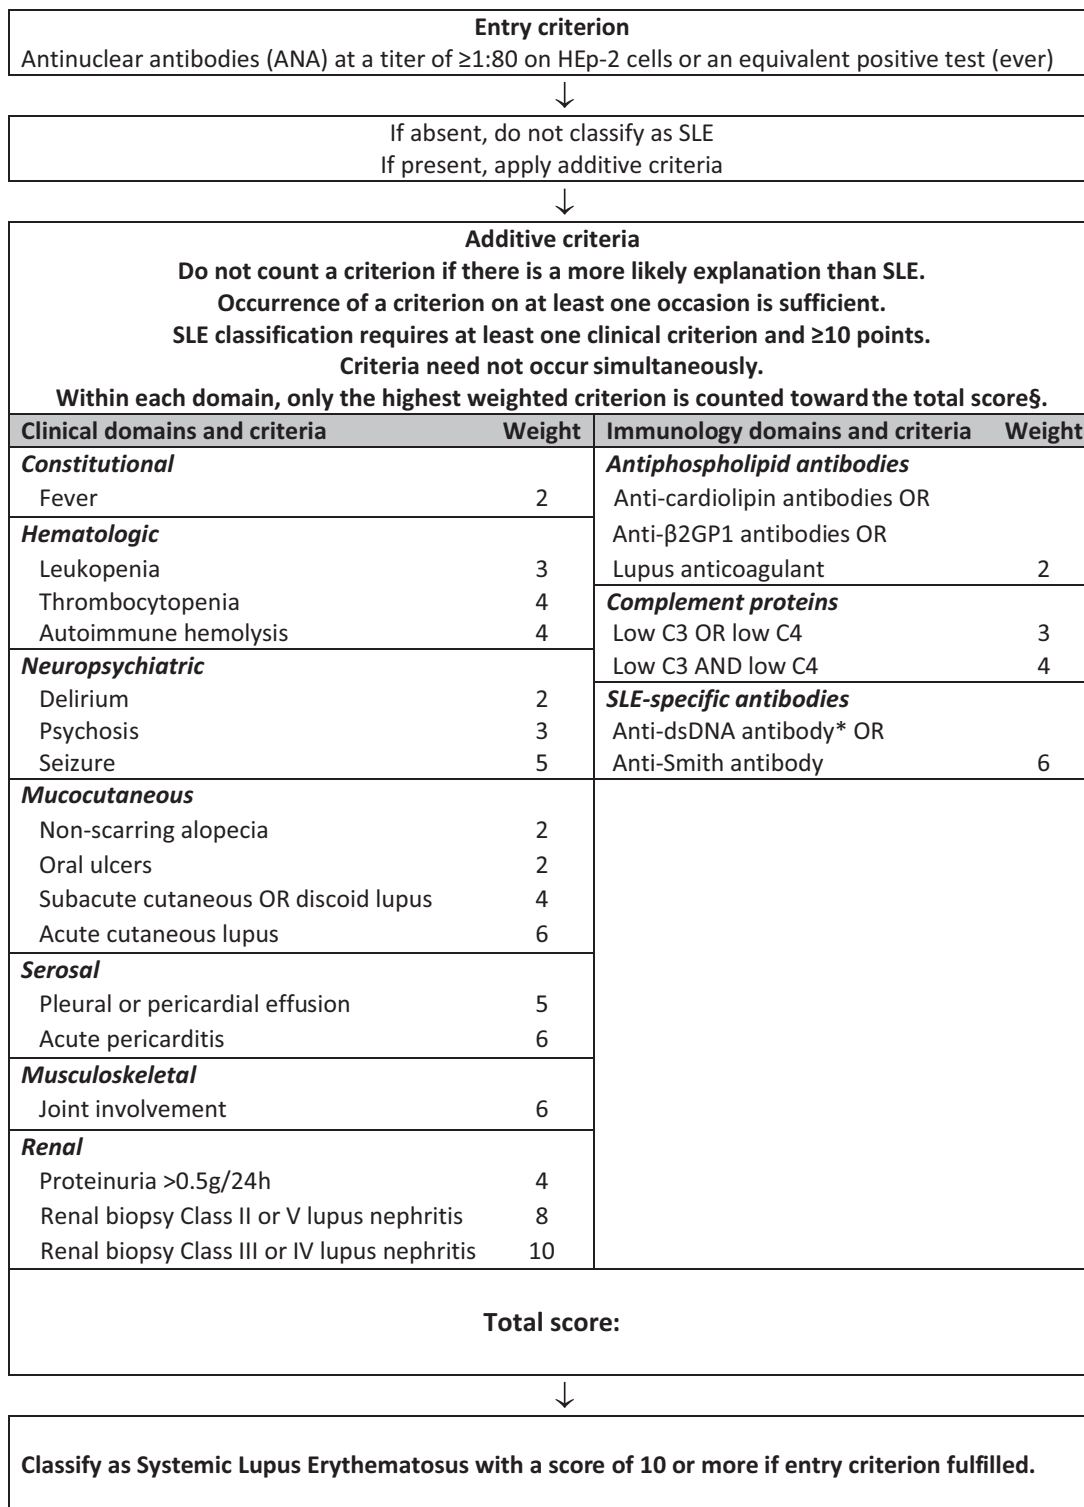 Entry criterion
Antinuclear antibodies (ANA) at a titer of ≥1:80 on HEp-2 cells or an equivalent positive test (ever)
↓
If absent, do not classify as SLE
If present, apply additive criteria
↓
Additive criteria
Do not count a criterion if there is a more likely explanation than SLE.
Occurrence of a criterion on at least one occasion is sufficient.
SLE classification requires at least one clinical criterion and ≥10 points.
Criteria need not occur simultaneously.
Within each domain, only the highest weighted criterion is counted toward the total score§.
Clinical domains and criteria Weight
Constitutional
Fever 2
Hematologic
Leukopenia 3
Thrombocytopenia 4
Autoimmune hemolysis 4
Neuropsychiatric
Delirium 2
Psychosis 3
Seizure 5
Mucocutaneous
Non-scarring alopecia 2
Oral ulcers 2
Subacute cutaneous OR discoid lupus 4
Acute cutaneous lupus 6
Serosal
Pleural or pericardial effusion 5
Acute pericarditis 6
Musculoskeletal
Joint involvement 6
Renal
Proteinuria >0.5g/24h 4
Renal biopsy Class II or V lupus nephritis 8
Renal biopsy Class III or IV lupus nephritis 10
Immunology domains and criteria Weight
Antiphospholipid antibodies
Anti-cardiolipin antibodies OR
Anti-β2GP1 antibodies OR
Lupus anticoagulant 2
Complement proteins
Low C3 OR low C4 3
Low C3 AND low C4 4
SLE-specific antibodies
Anti-dsDNA antibody* OR
Anti-Smith antibody 6
Total score:
↓
Classify as Systemic Lupus Erythematosus with a score of 10 or more if entry criterion fulfilled.